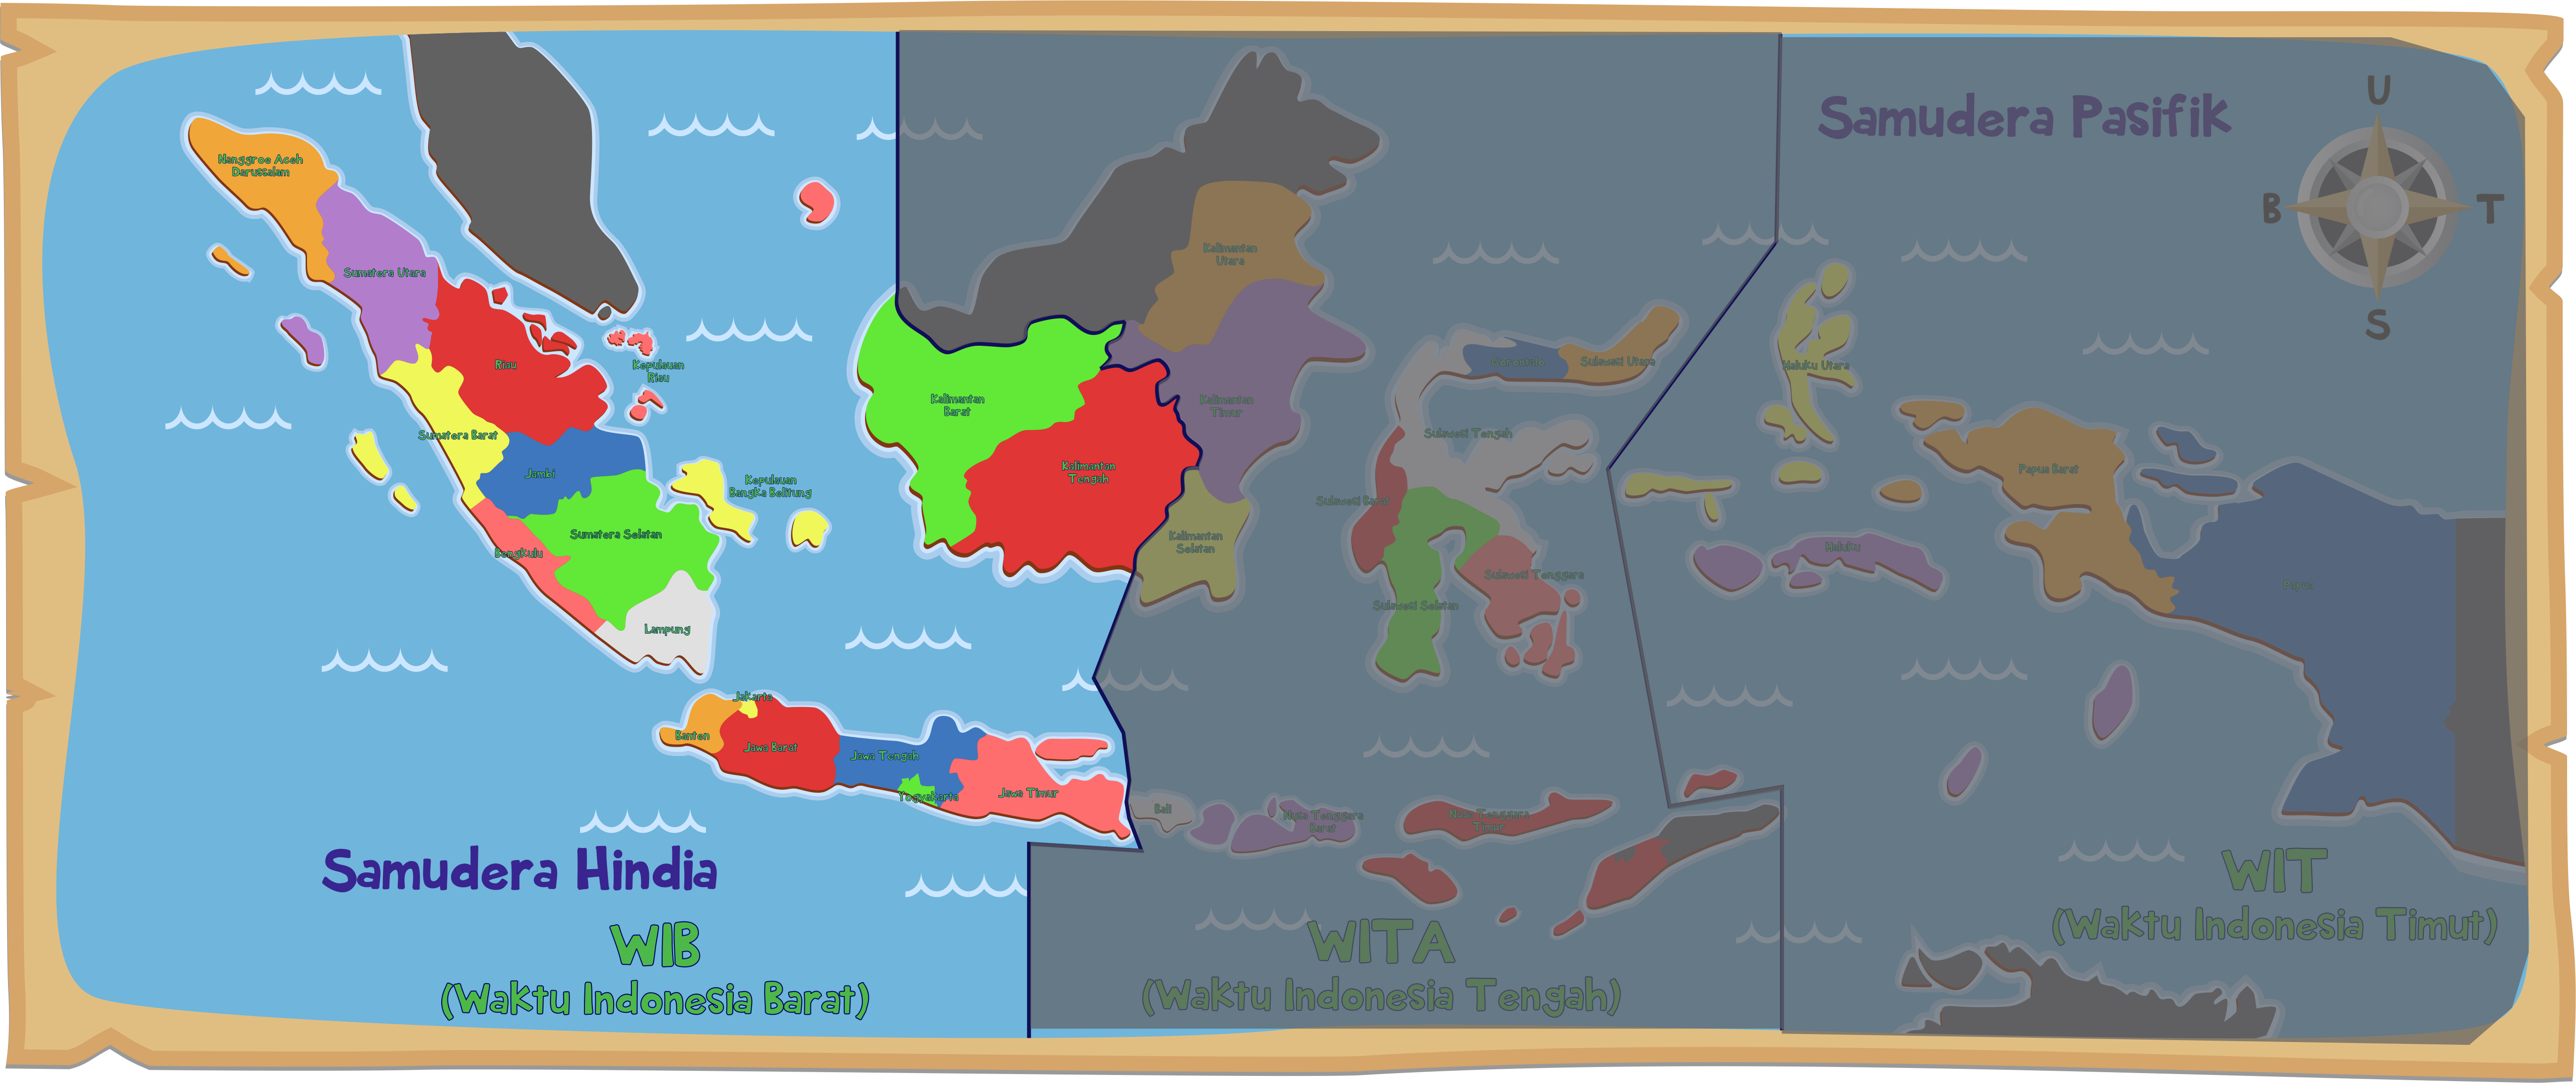 Nanggroe Aceh
Darussalam
Sumatera Utara
Riau
Kepulauan
Riau
Sumatera Barat
Jambi
Kepulauan
Bangka Belitung
Sumatera Selatan
Bengkulu
Lampung
Jakarta
Banten
Jawa Barat
Jawa Tengah
Yogyakarta
Jawa Timur
Kalimantan
Barat
Kalimantan
Tengah
Samudera Hindia
WIB
(Waktu Indonesia Barat)
Kalimantan
Utara
Kalimantan
Timur
Kalimantan
Selatan
Gorontalo
Sulawesi Utara
Sulawesi Tengah
Sulawesi Barat
Sulawesi Tenggara
Sulawesi Selatan
Bali
Nusa Tenggara
Barat
Nusa Tenggara
Timur
WITA
(Waktu Indonesia Tengah)
Samudera Pasifik
U
B
T
S
Maluku Utara
Papua Barat
Maluku
Papua
WIT
(Waktu Indonesia Timut)